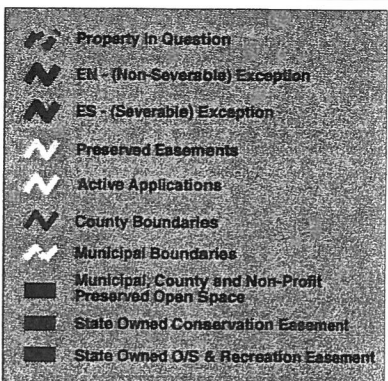 Property In Question
EN - (Non-Severable) Exception
ES - (Severable) Exception
Preserved Easements
Active Applications
County Boundaries
Municipal Boundaries
Municipal, County and Non-Profit
Preserved Open Space
State Owned Conservation Easement
State Owned O/S & Recreation Easement